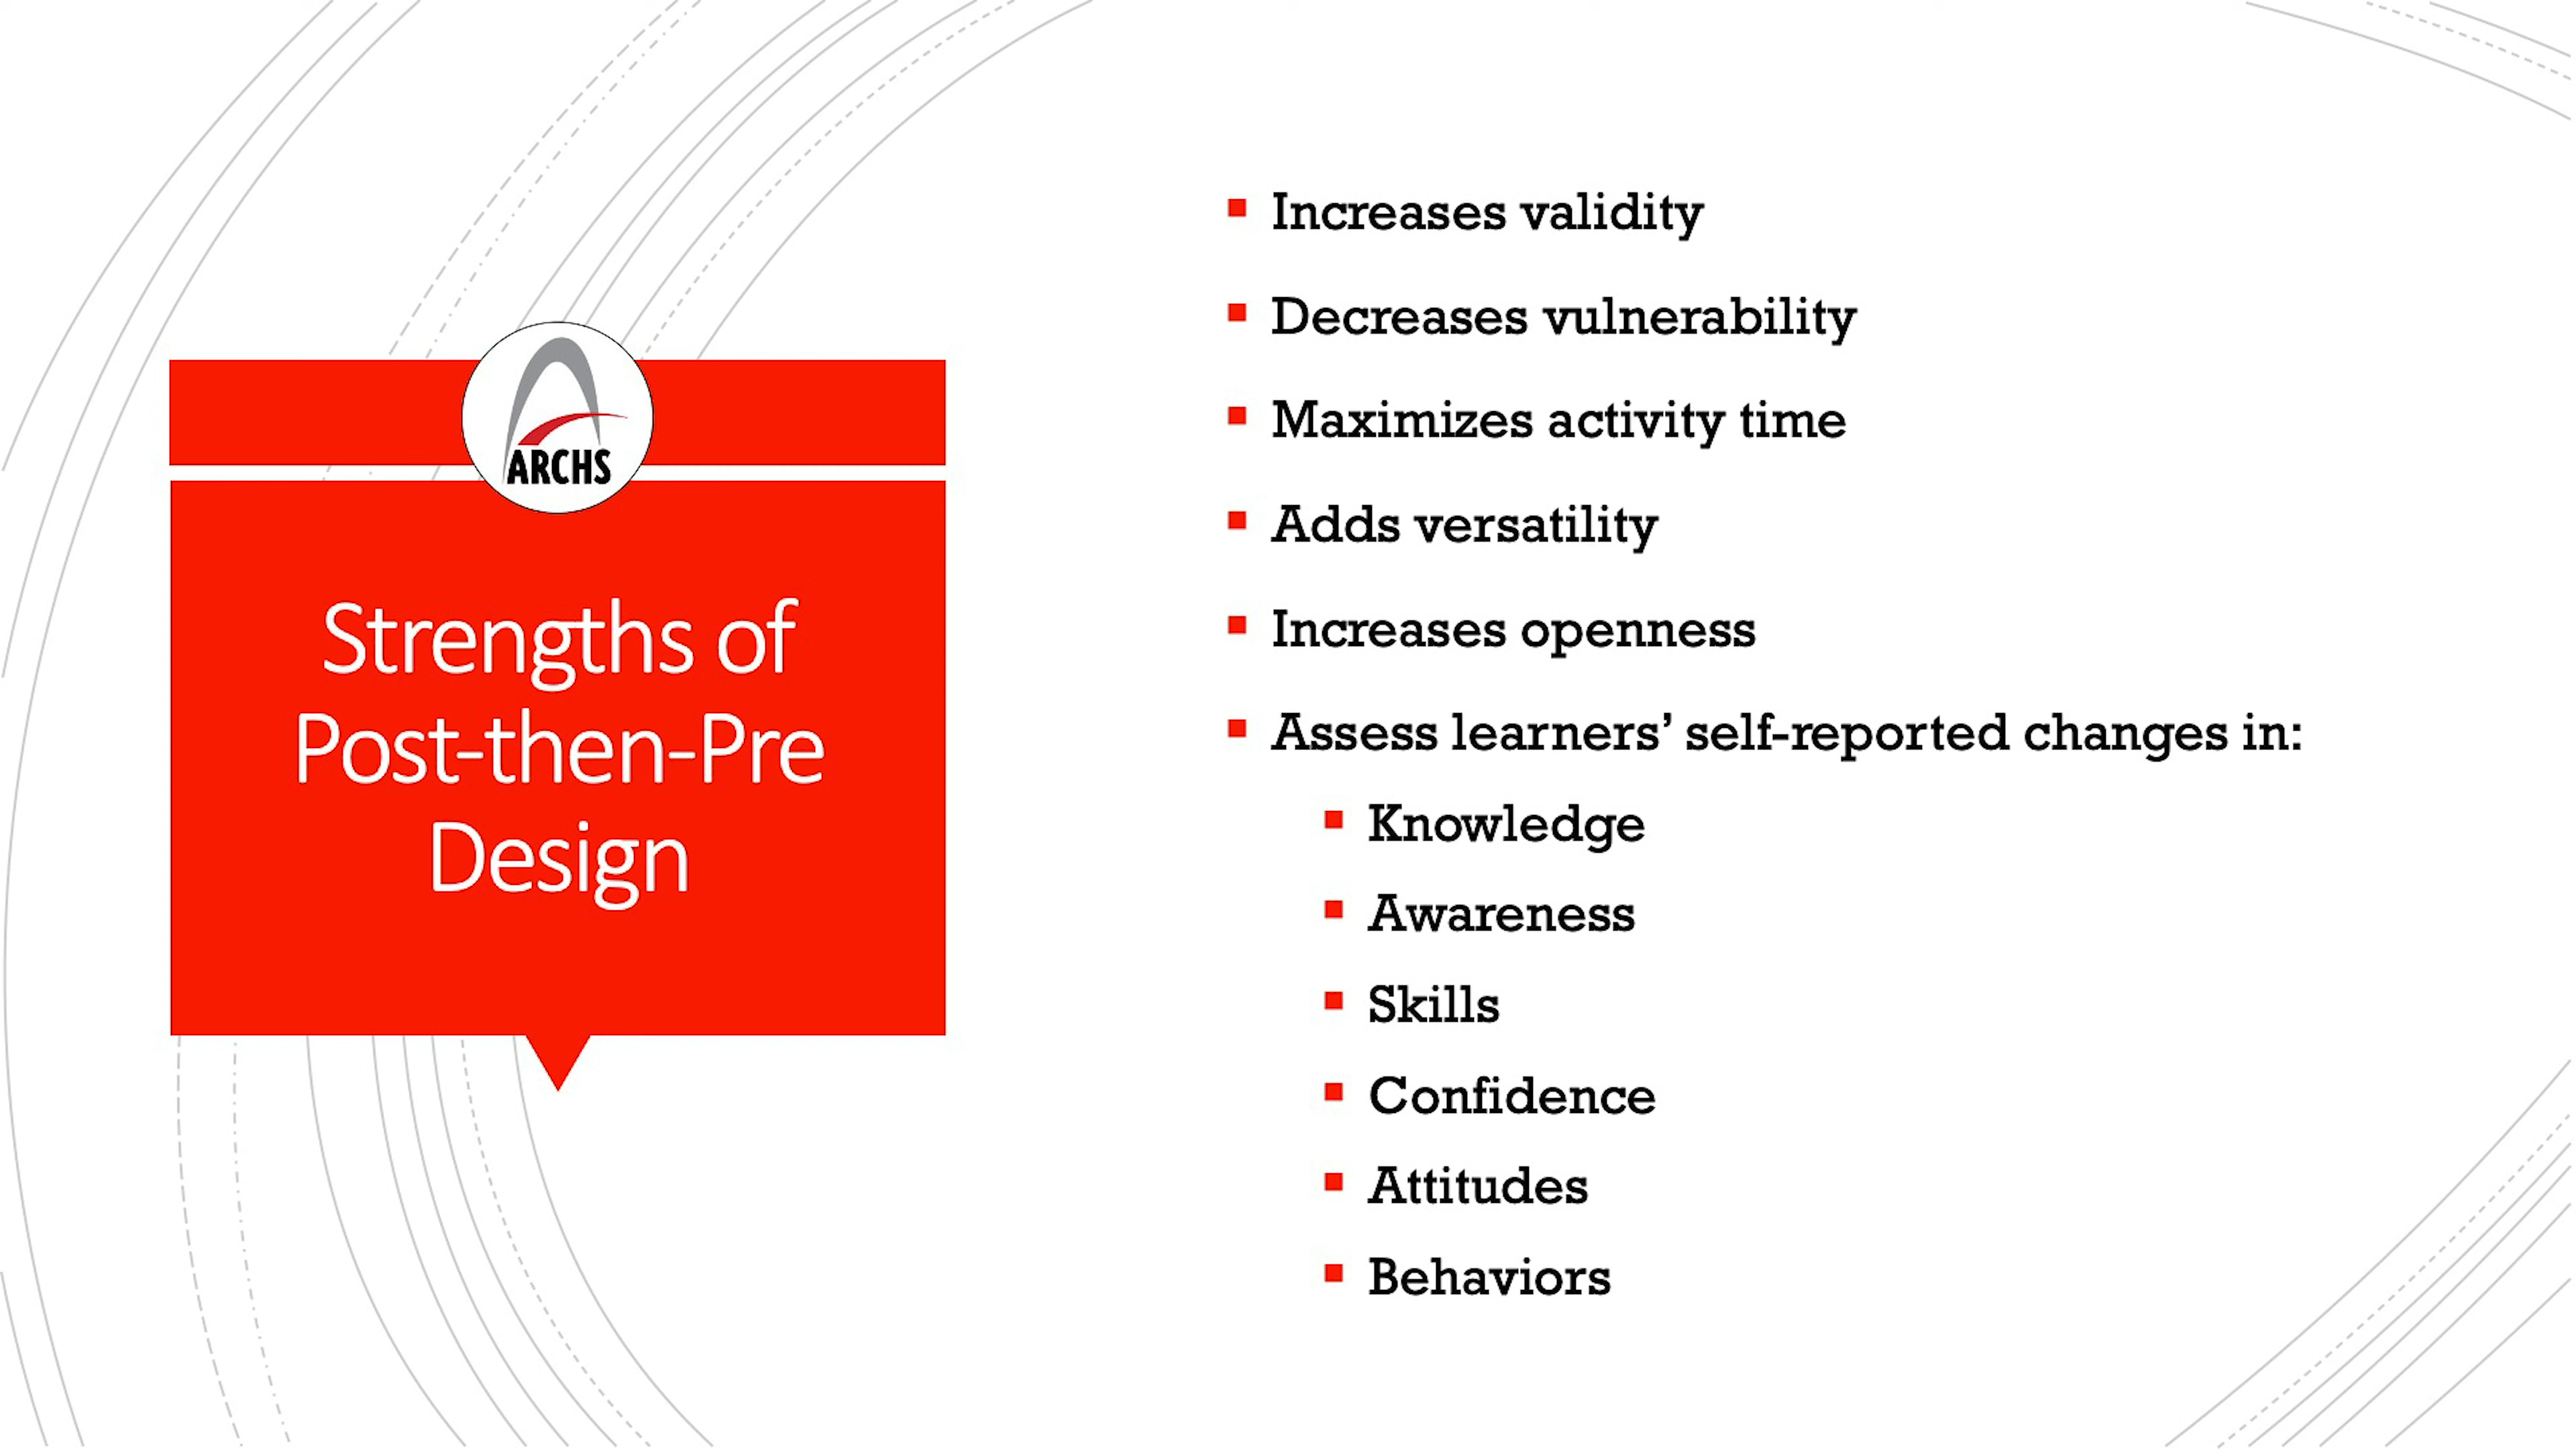 ARCHS
Strengths of
Post-then-Pre
Design
Increases validity
Decreases vulnerability
Maximizes activity time
Adds versatility
Increases openness
Assess learners’ self-reported changes in:
Knowledge
Awareness
Skills
Confidence
Attitudes
Behaviors